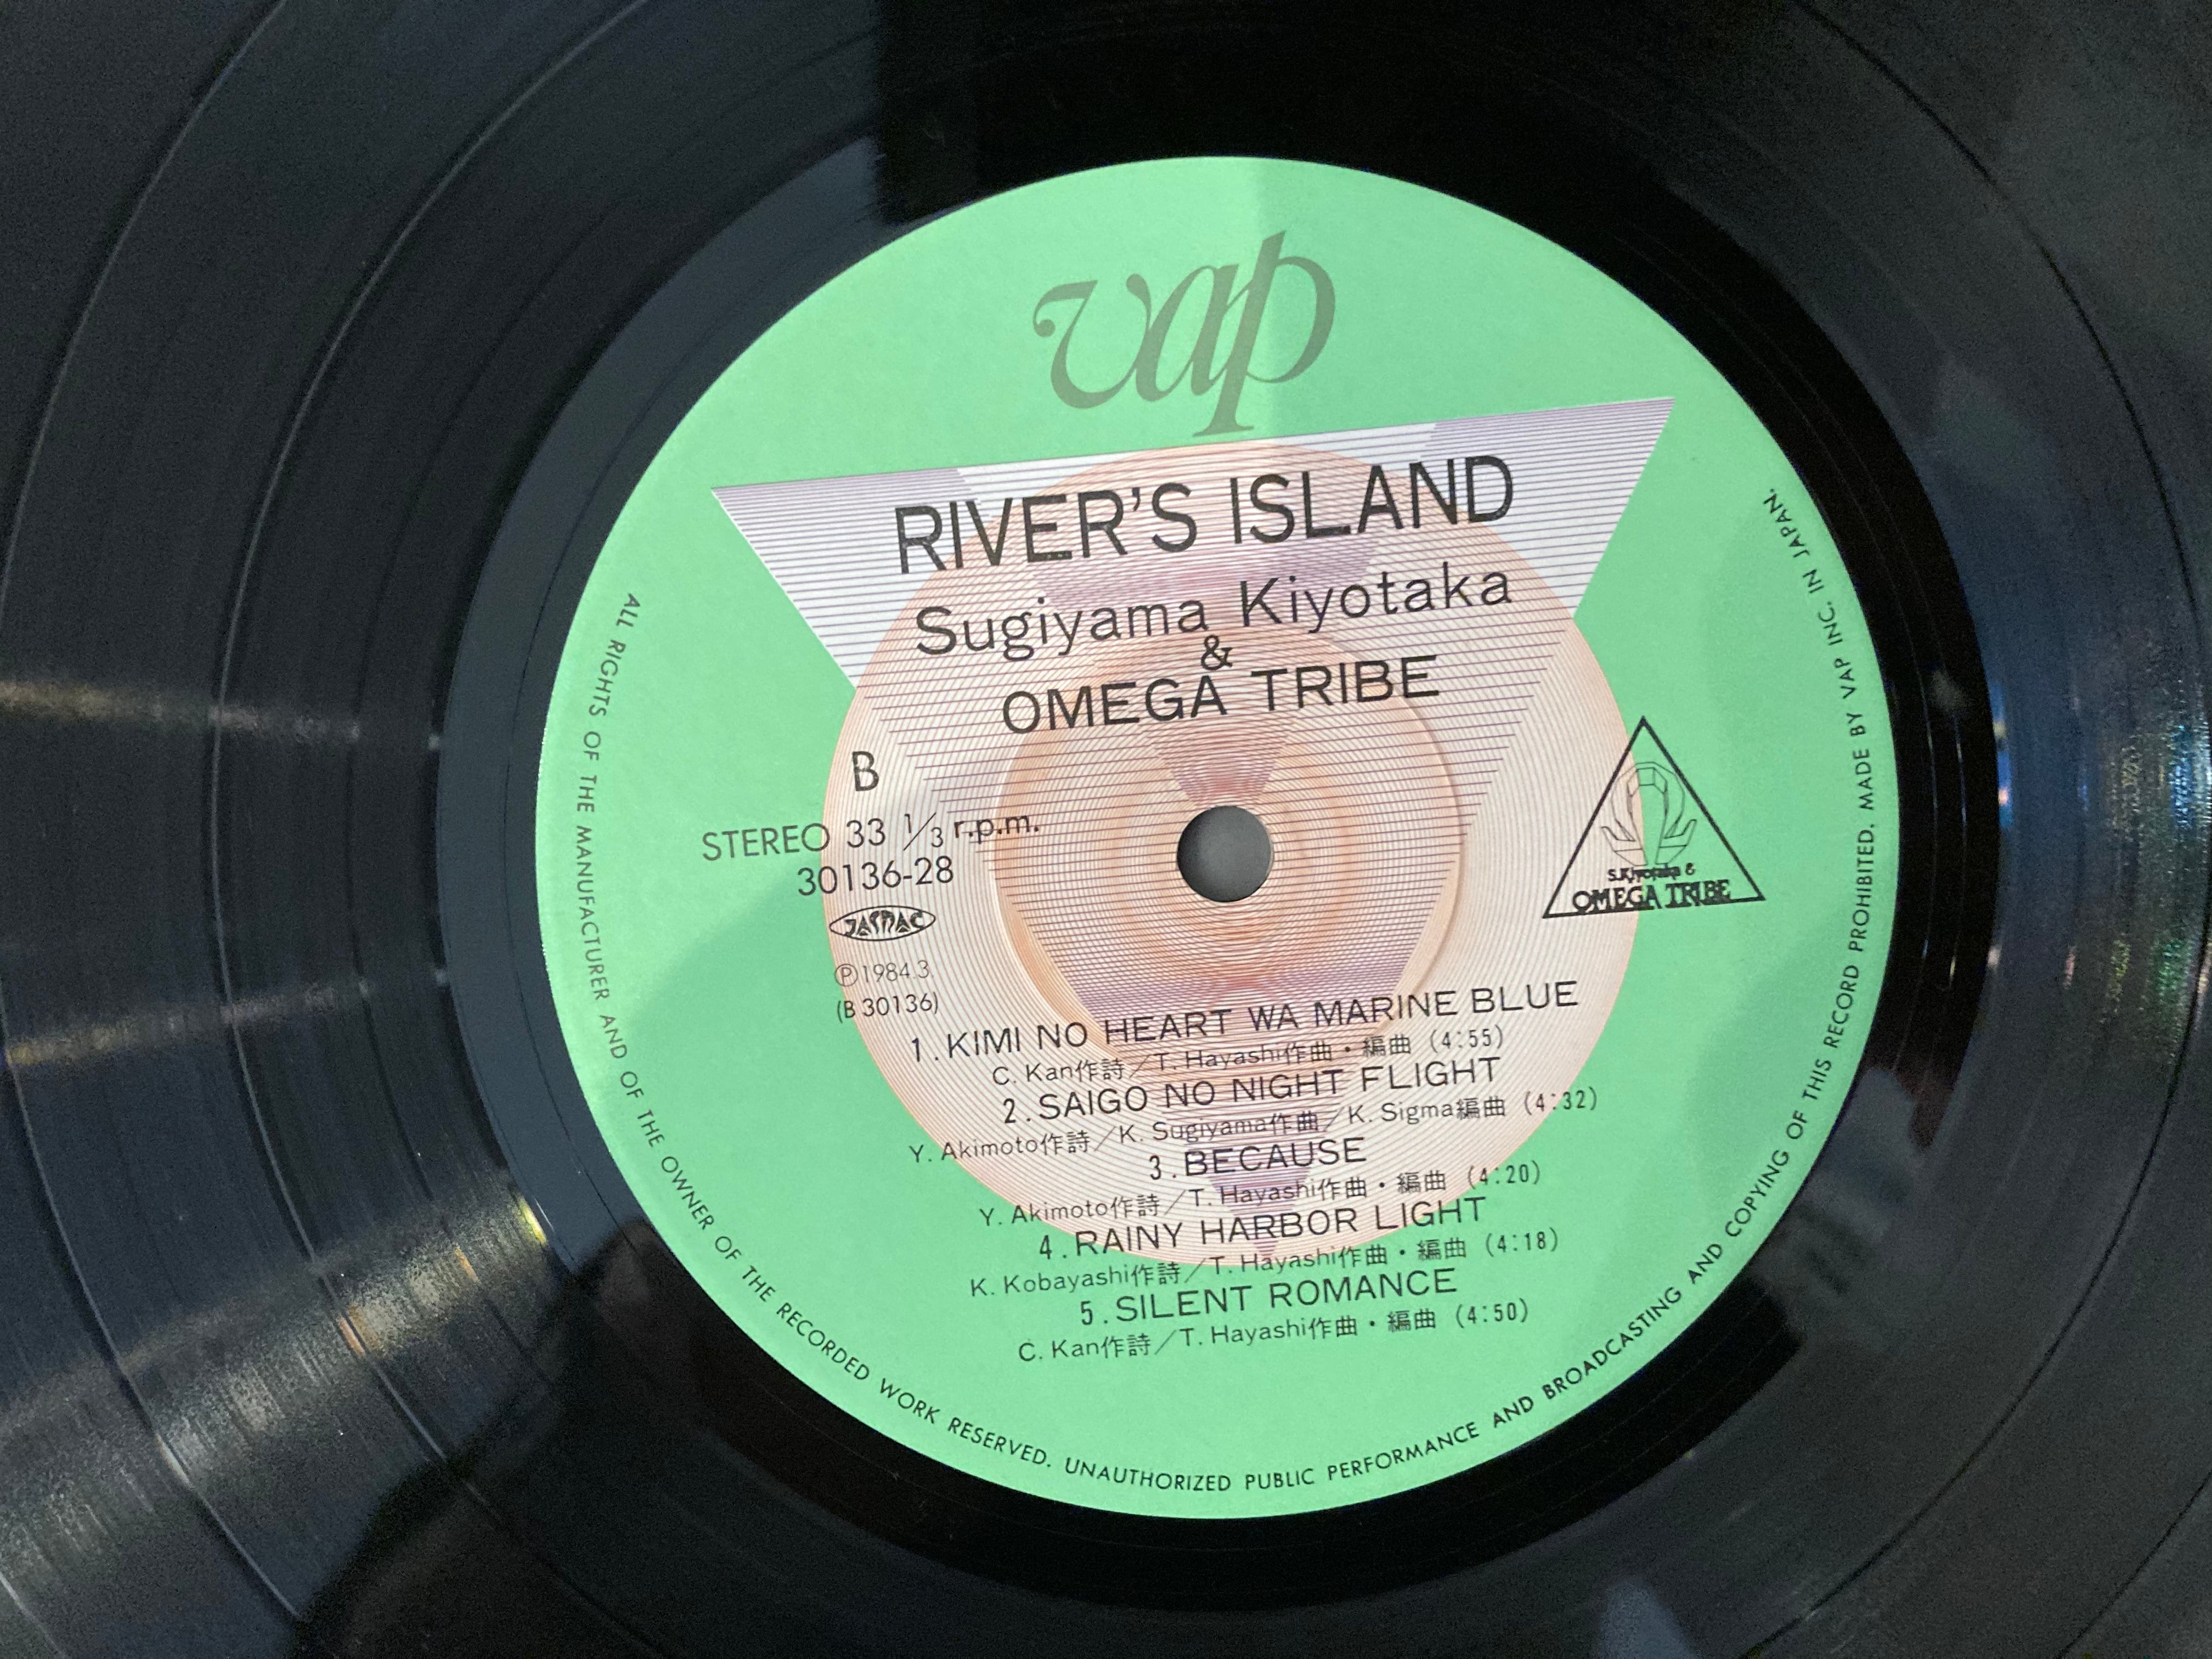 vap
RIVER'S ISLAND
Sugiyama Kiyotaka
&
OMEGA TRIBE
B
STEREO 33 1/3 r.p.m.
30136-28
JASRAC
Ⓟ1984.3
(B 30136)
S.Kiyotaka &
OMEGA TRIBE
1.KIMI NO HEART WA MARINE BLUE
C. Kan作詩／T. Hayashi作曲・編曲 (4:55)
2.SAIGO NO NIGHT FLIGHT
Y. Akimoto作詩／K. Sugiyama作曲／K. Sigma編曲 (4:32)
3.BECAUSE
Y. Akimoto作詩／T. Hayashi作曲・編曲 (4:20)
4.RAINY HARBOR LIGHT
K. Kobayashi作詩／T. Hayashi作曲・編曲 (4:18)
5.SILENT ROMANCE
C. Kan作詩／T. Hayashi作曲・編曲 (4:50)
ALL RIGHTS OF THE MANUFACTURER AND OF THE OWNER OF THE RECORDED WORK RESERVED. UNAUTHORIZED PUBLIC PERFORMANCE AND BROADCASTING AND COPYING OF THIS RECORD PROHIBITED. MADE BY VAP INC. IN JAPAN.